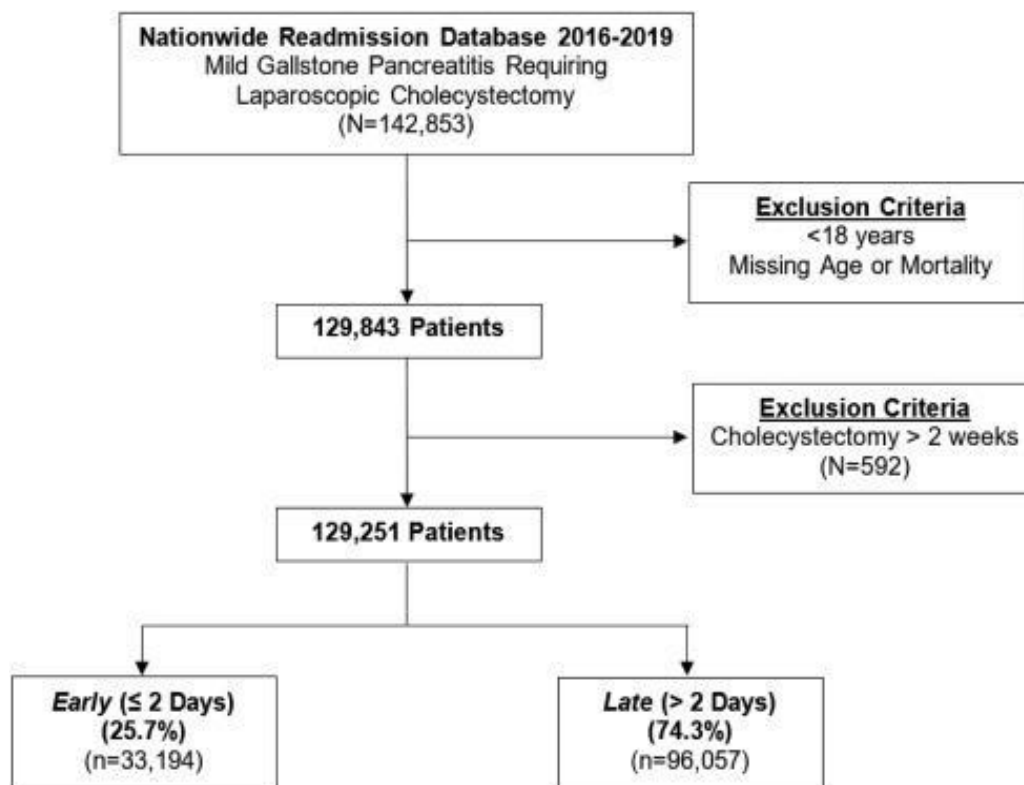 Nationwide Readmission Database 2016-2019
Mild Gallstone Pancreatitis Requiring
Laparoscopic Cholecystectomy
(N=142,853)
Exclusion Criteria
<18 years
Missing Age or Mortality
129,843 Patients
Exclusion Criteria
Cholecystectomy > 2 weeks
(N=592)
129,251 Patients
Early (≤ 2 Days)
(25.7%)
(n=33,194)
Late (> 2 Days)
(74.3%)
(n=96,057)